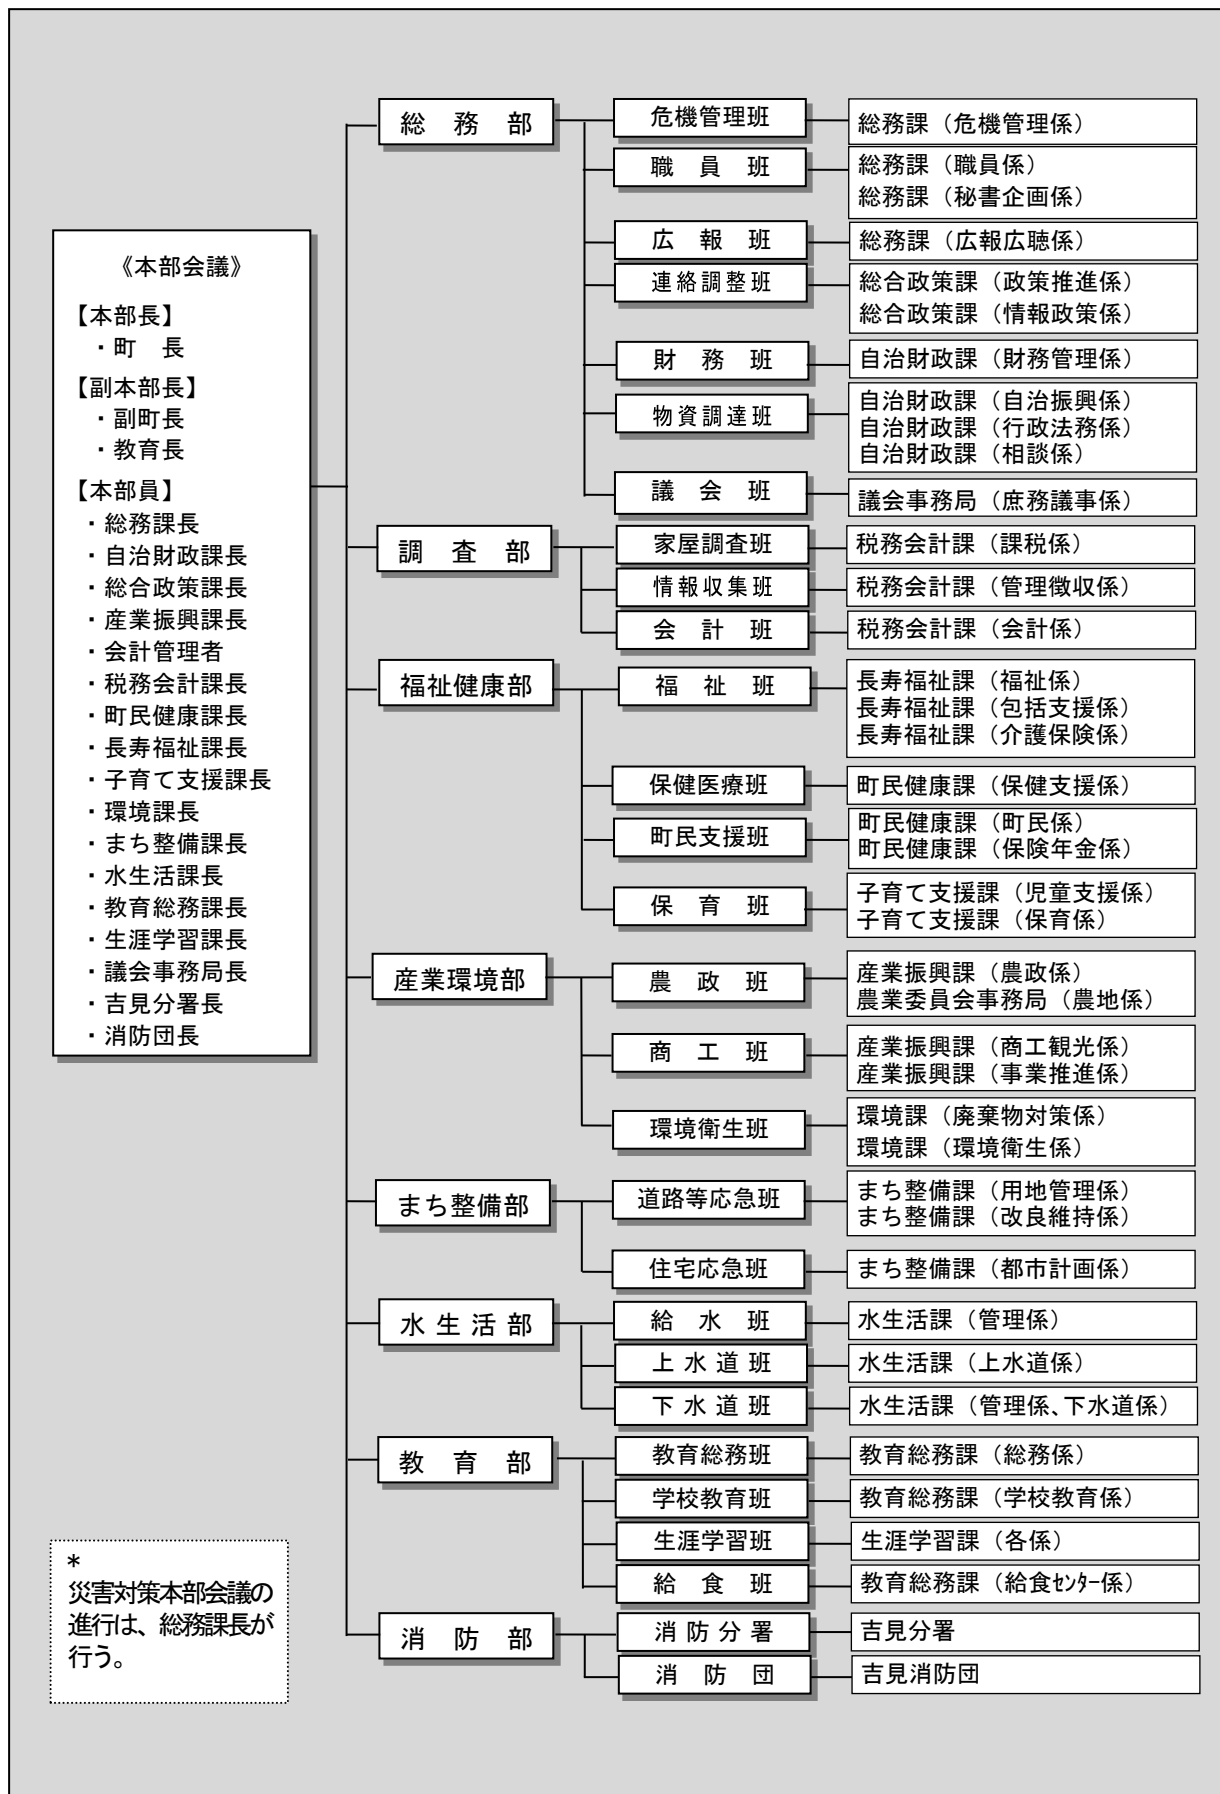 《本部会議》
【本部長】
・町　長
【副本部長】
・副町長
・教育長
【本部員】
・総務課長
・自治財政課長
・総合政策課長
・産業振興課長
・会計管理者
・税務会計課長
・町民健康課長
・長寿福祉課長
・子育て支援課長
・環境課長
・まち整備課長
・水生活課長
・教育総務課長
・生涯学習課長
・議会事務局長
・吉見分署長
・消防団長
*
災害対策本部会議の
進行は、総務課長が
行う。
総　務　部
危機管理班
総務課（危機管理係）
職　員　班
総務課（職員係）
総務課（秘書企画係）
広　報　班
総務課（広報広聴係）
連絡調整班
総合政策課（政策推進係）
総合政策課（情報政策係）
財　務　班
自治財政課（財務管理係）
物資調達班
自治財政課（自治振興係）
自治財政課（行政法務係）
自治財政課（相談係）
議　会　班
議会事務局（庶務議事係）
調　査　部
家屋調査班
税務会計課（課税係）
情報収集班
税務会計課（管理徴収係）
会　計　班
税務会計課（会計係）
福祉健康部
福　祉　班
長寿福祉課（福祉係）
長寿福祉課（包括支援係）
長寿福祉課（介護保険係）
保健医療班
町民健康課（保健支援係）
町民支援班
町民健康課（町民係）
町民健康課（保険年金係）
保　育　班
子育て支援課（児童支援係）
子育て支援課（保育係）
産業環境部
農　政　班
産業振興課（農政係）
農業委員会事務局（農地係）
商　工　班
産業振興課（商工観光係）
産業振興課（事業推進係）
環境衛生班
環境課（廃棄物対策係）
環境課（環境衛生係）
まち整備部
道路等応急班
まち整備課（用地管理係）
まち整備課（改良維持係）
住宅応急班
まち整備課（都市計画係）
水生活部
給　水　班
水生活課（管理係）
上水道班
水生活課（上水道係）
下水道班
水生活課（管理係、下水道係）
教　育　部
教育総務班
教育総務課（総務係）
学校教育班
教育総務課（学校教育係）
生涯学習班
生涯学習課（各係）
給　食　班
教育総務課（給食ｾﾝﾀｰ係）
消　防　部
消防分署
吉見分署
消　防　団
吉見消防団